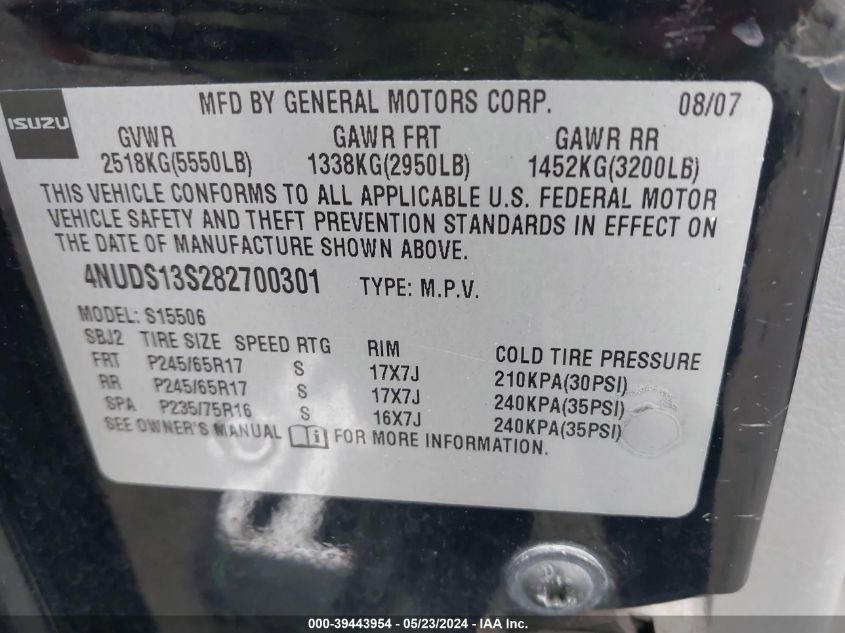 ISUZU
MFD BY GENERAL MOTORS CORP. 08/07
GVWR GAWR FRT GAWR RR
2518KG(5550LB) 1338KG(2950LB) 1452KG(3200LB)
THIS VEHICLE CONFORMS TO ALL APPLICABLE U.S. FEDERAL MOTOR
VEHICLE SAFETY AND THEFT PREVENTION STANDARDS IN EFFECT ON
THE DATE OF MANUFACTURE SHOWN ABOVE.
4NUDS13S282700301 TYPE: M.P.V.
MODEL: S15506
SBJ2 TIRE SIZE SPEED RTG RIM COLD TIRE PRESSURE
FRT P245/65R17 S 17X7J 210KPA(30PSI)
RR P245/65R17 S 17X7J 240KPA(35PSI)
SPA P235/75R16 S 16X7J 240KPA(35PSI)
SEE OWNER'S MANUAL FOR MORE INFORMATION.
000-39443954 / 05/23/2024 - IAA Inc.